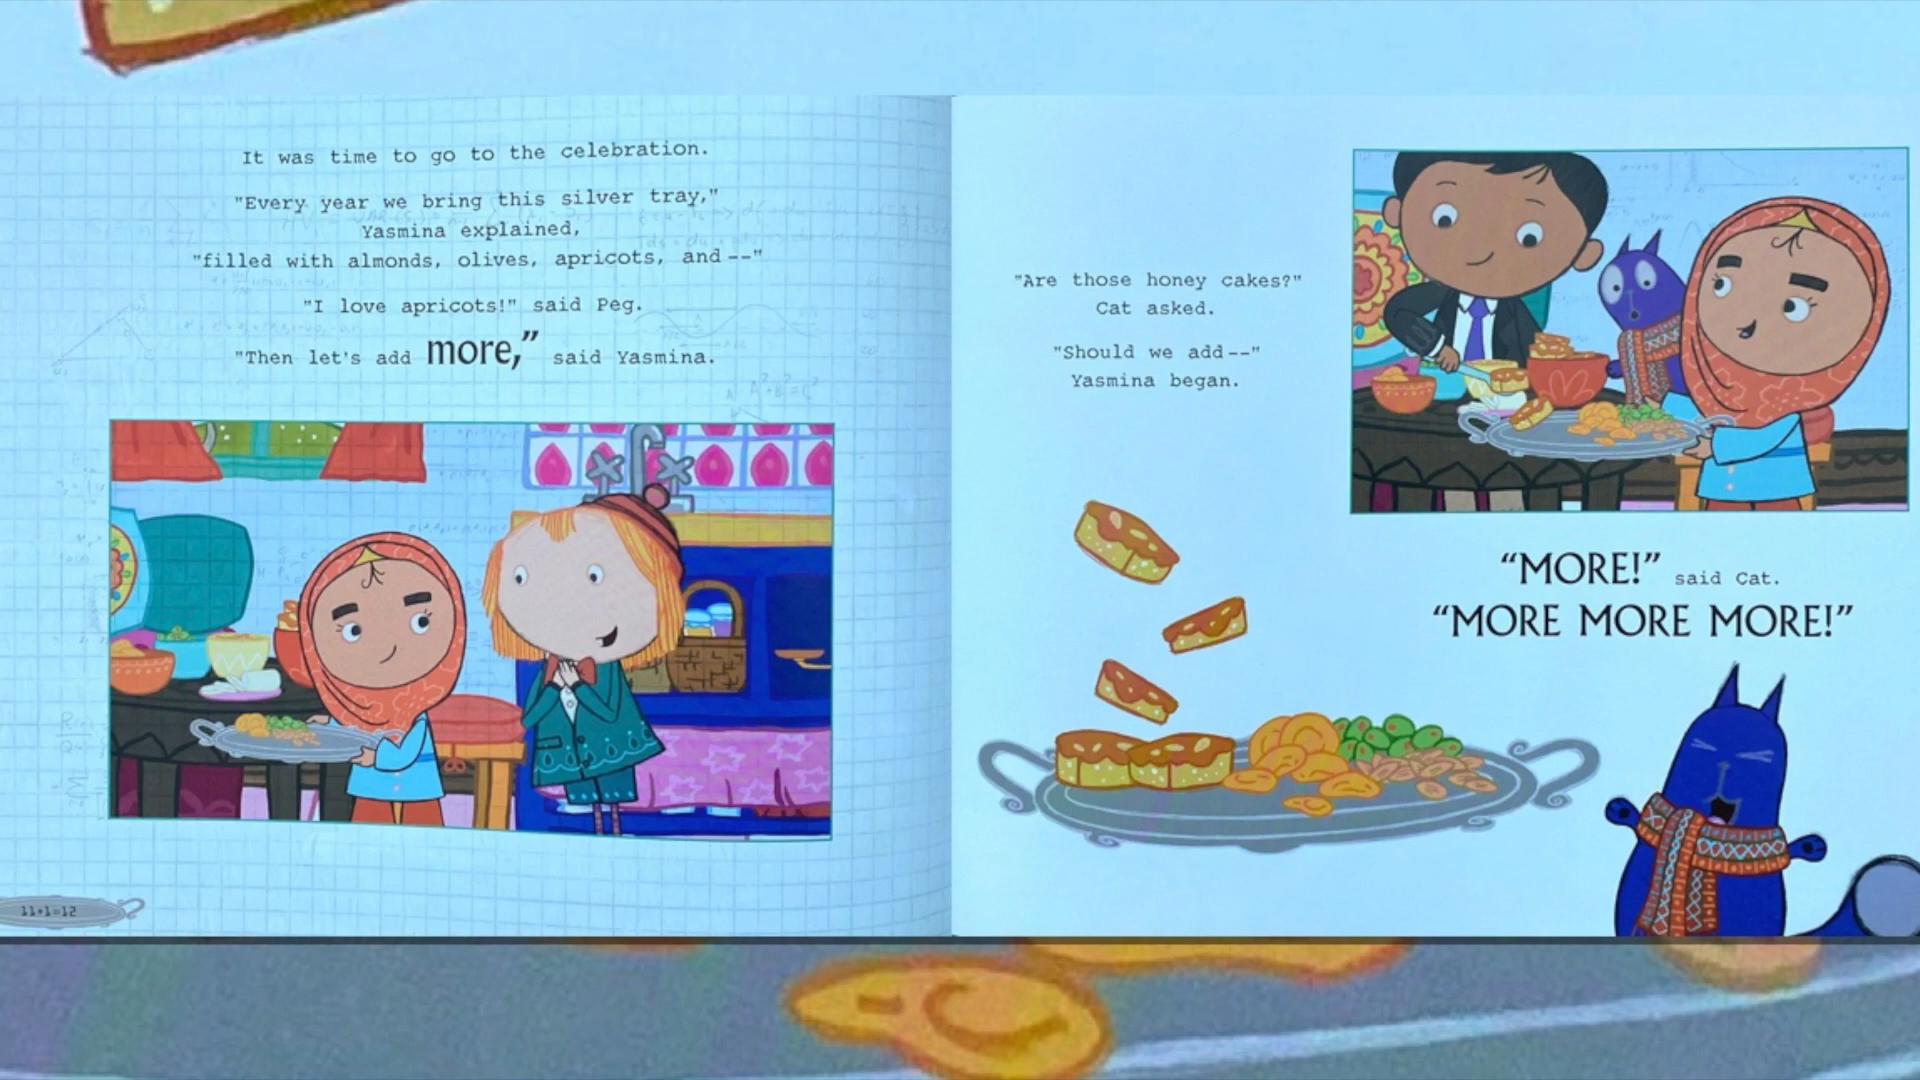 It was time to go to the celebration.
"Every year we bring this silver tray,"
Yasmina explained,
"filled with almonds, olives, apricots, and--"
"I love apricots!" said Peg.
"Then let's add more,” said Yasmina.
11+1=12
"Are those honey cakes?"
Cat asked.
"Should we add--"
Yasmina began.
“MORE!” said Cat.
“MORE MORE MORE!”